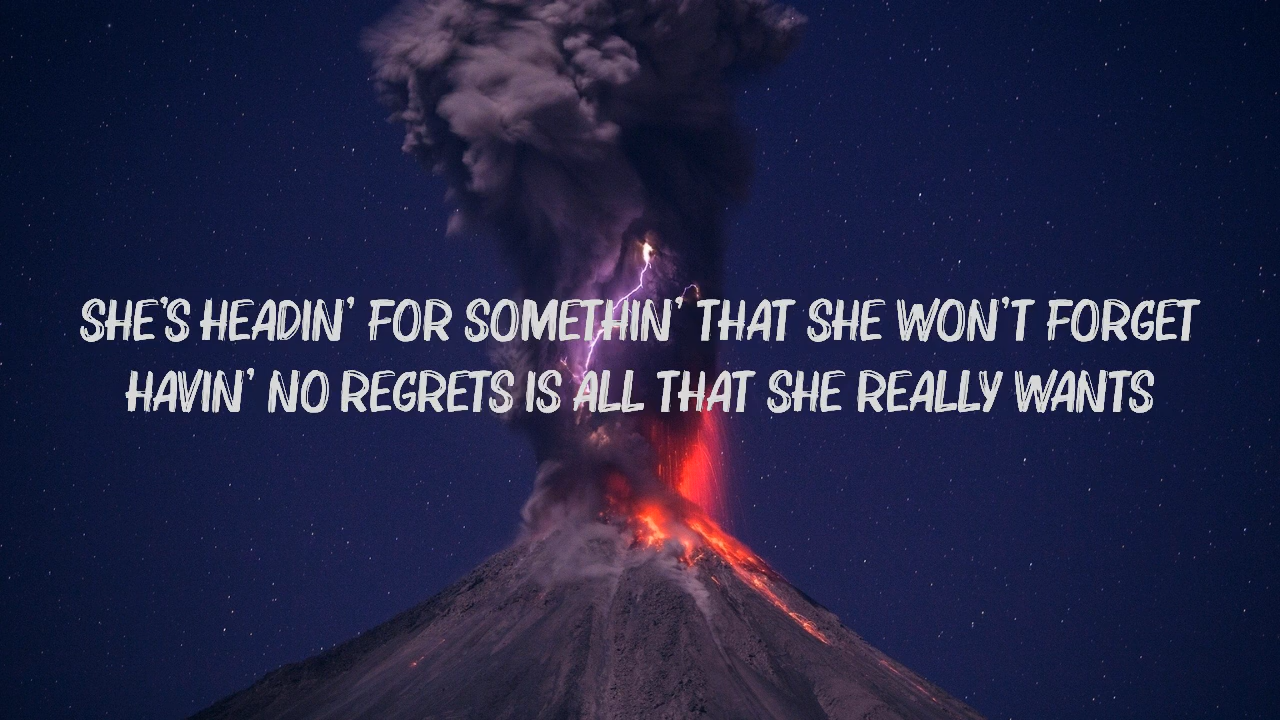 SHE'S HEADIN' FOR SOMETHIN' THAT SHE WON'T FORGET
HAVIN' NO REGRETS IS ALL THAT SHE REALLY WANTS